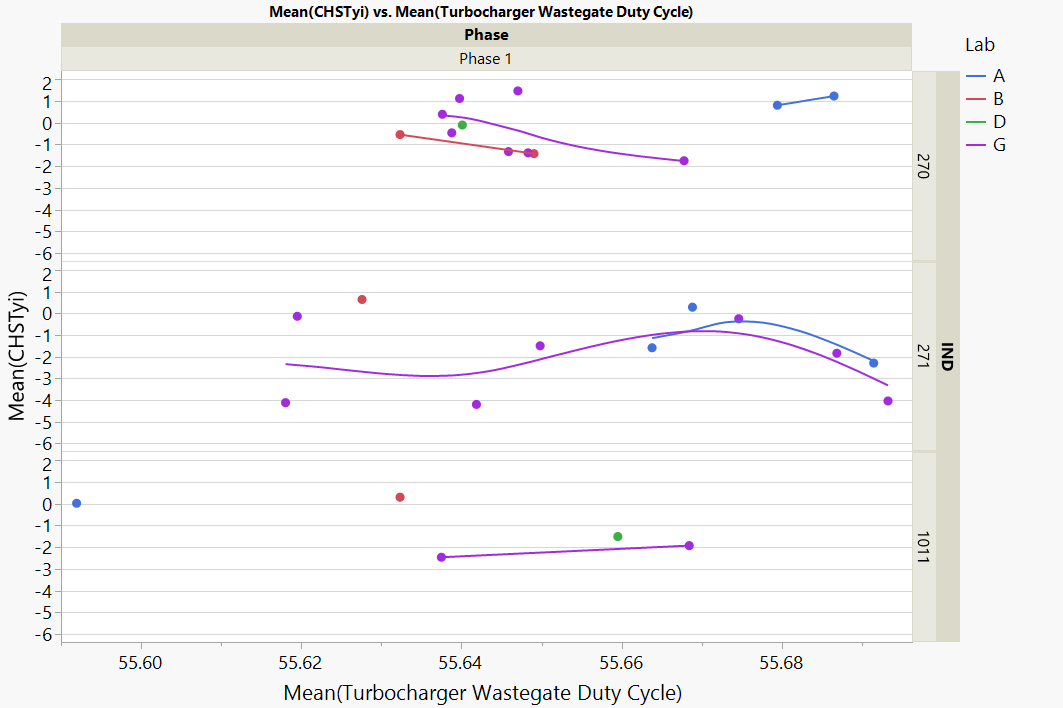 Mean(CHSTyi) vs. Mean(Turbocharger Wastegate Duty Cycle)
Phase
Phase 1
Lab
A
B
D
G
Mean(CHSTyi)
2
1
0
-1
-2
-3
-4
-5
-6
270
2
1
0
-1
-2
-3
-4
-5
-6
271
IND
2
1
0
-1
-2
-3
-4
-5
-6
1011
55.60 55.62 55.64 55.66 55.68
Mean(Turbocharger Wastegate Duty Cycle)